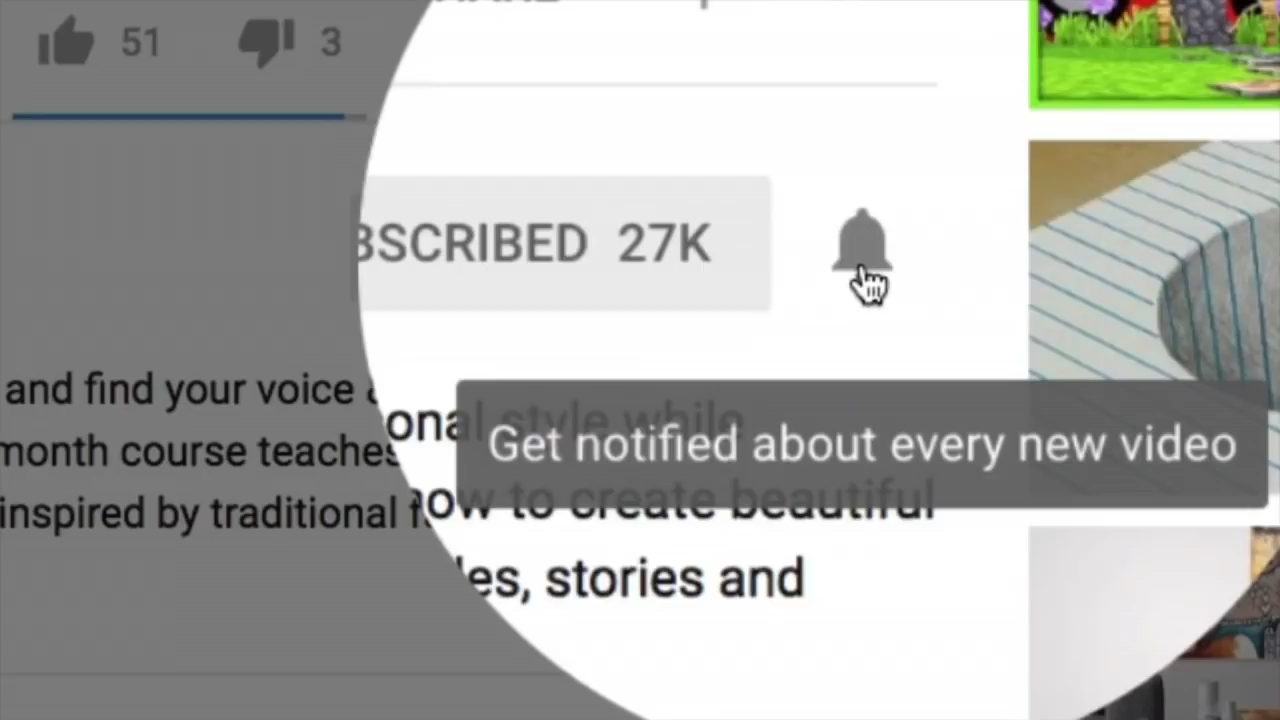 51 3
BSCRIBED 27K
Get notified about every new video
and find your voice
month course teaches
inspired by traditional
onal style while
ow to create beautiful
les, stories and